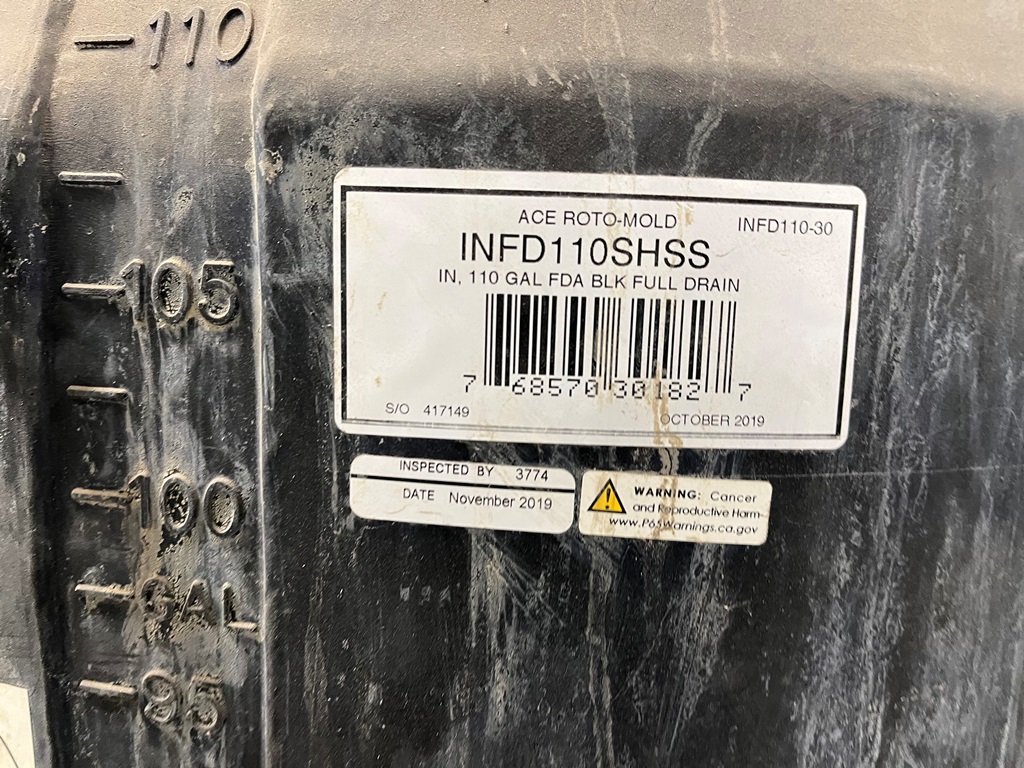 110
105
100
GAL
95
ACE ROTO-MOLD
INFD110-30
INFD110SHSS
IN, 110 GAL FDA BLK FULL DRAIN
7 68570 30182 7
S/O 417149
OCTOBER 2019
INSPECTED BY 3774
DATE November 2019
WARNING: Cancer
and Reproductive Harm-
www.P65Warnings.ca.gov